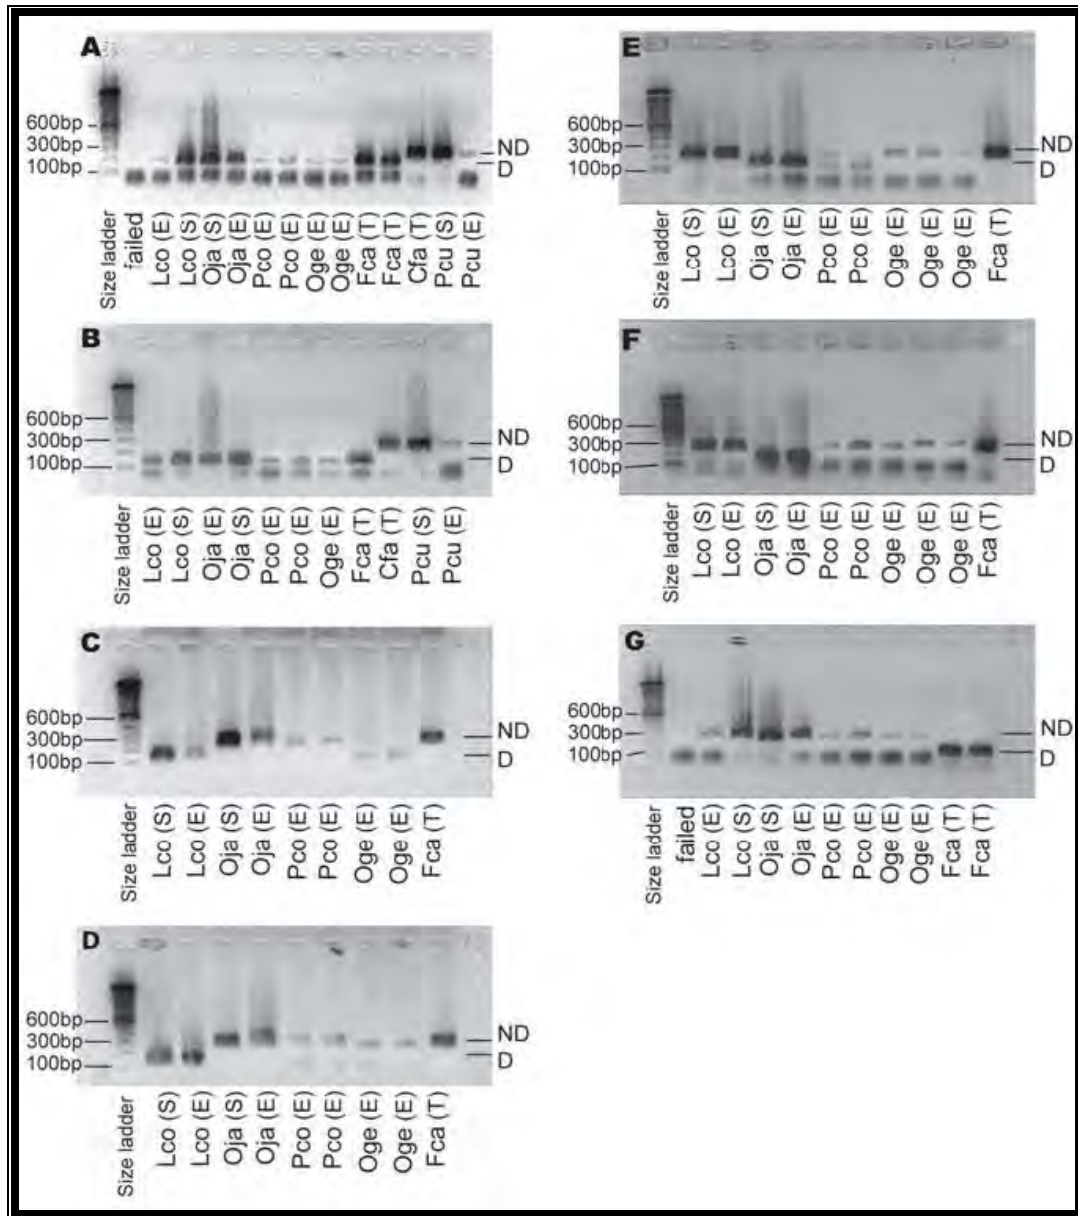 A
600bp
300bp
100bp
ND
D
Size ladder
failed
Lco (E)
Lco (S)
Oja (S)
Oja (E)
Pco (E)
Pco (E)
Oge (E)
Oge (E)
Fca (T)
Fca (T)
Cfa (T)
Pcu (S)
Pcu (E)
B
600bp
300bp
100bp
ND
D
Size ladder
Lco (E)
Lco (S)
Oja (E)
Oja (S)
Pco (E)
Pco (E)
Oge (E)
Fca (T)
Cfa (T)
Pcu (S)
Pcu (E)
C
600bp
300bp
100bp
ND
D
Size ladder
Lco (S)
Lco (E)
Oja (S)
Oja (E)
Pco (E)
Pco (E)
Oge (E)
Oge (E)
Fca (T)
D
600bp
300bp
100bp
ND
D
Size ladder
Lco (S)
Lco (E)
Oja (S)
Oja (E)
Pco (E)
Pco (E)
Oge (E)
Oge (E)
Fca (T)
E
600bp
300bp
100bp
ND
D
Size ladder
Lco (S)
Lco (E)
Oja (S)
Oja (E)
Pco (E)
Pco (E)
Oge (E)
Oge (E)
Oge (E)
Fca (T)
F
600bp
300bp
100bp
ND
D
Size ladder
Lco (S)
Lco (E)
Oja (S)
Oja (E)
Pco (E)
Pco (E)
Oge (E)
Oge (E)
Oge (E)
Fca (T)
G
600bp
300bp
100bp
ND
D
Size ladder
failed
Lco (E)
Lco (S)
Oja (S)
Oja (E)
Pco (E)
Pco (E)
Oge (E)
Oge (E)
Fca (T)
Fca (T)